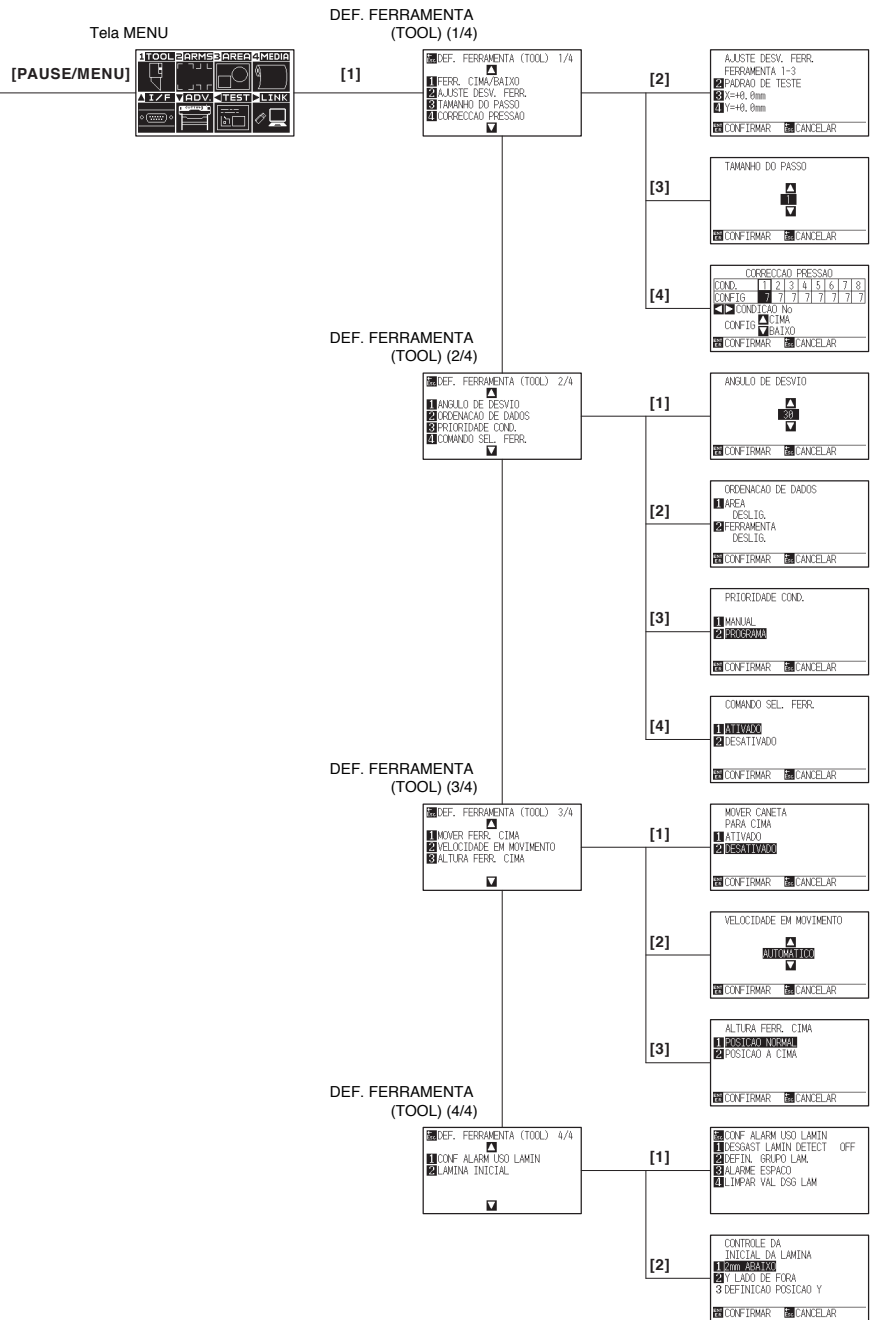 Tela MENU
[PAUSE/MENU]
1TOOL 2ARMS 3AREA 4MEDIA
▲I/F ▼ADV. ◀TEST ▶LINK
[1]
DEF. FERRAMENTA
(TOOL) (1/4)
DEF. FERRAMENTA (TOOL) 1/4
1 FERR. CIMA/BAIXO
2 AJUSTE DESV. FERR.
3 TAMANHO DO PASSO
4 CORRECCAO PRESSAO
[2]
AJUSTE DESV. FERR.
FERRAMENTA 1-3
2 PADRAO DE TESTE
3 X=+0.0mm
4 Y=+0.0mm
CONFIRMAR CANCELAR
[3]
TAMANHO DO PASSO
1
CONFIRMAR CANCELAR
[4]
CORRECCAO PRESSAO
COND. 1 2 3 4 5 6 7 8
CONFIG 7 7 7 7 7 7 7 7
◀▶CONDICAO No
CONFIG ▲CIMA
▼BAIXO
CONFIRMAR CANCELAR
DEF. FERRAMENTA
(TOOL) (2/4)
DEF. FERRAMENTA (TOOL) 2/4
1 ANGULO DE DESVIO
2 ORDENACAO DE DADOS
3 PRIORIDADE COND.
4 COMANDO SEL. FERR.
[1]
ANGULO DE DESVIO
30
CONFIRMAR CANCELAR
[2]
ORDENACAO DE DADOS
1 AREA
DESLIG.
2 FERRAMENTA
DESLIG.
CONFIRMAR CANCELAR
[3]
PRIORIDADE COND.
1 MANUAL
2 PROGRAMA
CONFIRMAR CANCELAR
[4]
COMANDO SEL. FERR.
1 ATIVADO
2 DESATIVADO
CONFIRMAR CANCELAR
DEF. FERRAMENTA
(TOOL) (3/4)
DEF. FERRAMENTA (TOOL) 3/4
1 MOVER FERR. CIMA
2 VELOCIDADE EM MOVIMENTO
3 ALTURA FERR. CIMA
[1]
MOVER CANETA
PARA CIMA
1 ATIVADO
2 DESATIVADO
CONFIRMAR CANCELAR
[2]
VELOCIDADE EM MOVIMENTO
AUTOMATICO
CONFIRMAR CANCELAR
[3]
ALTURA FERR. CIMA
1 POSICAO NORMAL
2 POSICAO A CIMA
CONFIRMAR CANCELAR
DEF. FERRAMENTA
(TOOL) (4/4)
DEF. FERRAMENTA (TOOL) 4/4
1 CONF ALARM USO LAMIN
2 LAMINA INICIAL
[1]
CONF ALARM USO LAMIN
1 DESGAST LAMIN DETECT OFF
2 DEFIN. GRUPO LAM.
3 ALARME ESPACO
4 LIMPAR VAL DSG LAM
[2]
CONTROLE DA
INICIAL DA LAMINA
1 2mm ABAIXO
2 Y LADO DE FORA
3 DEFINICAO POSICAO Y
CONFIRMAR CANCELAR